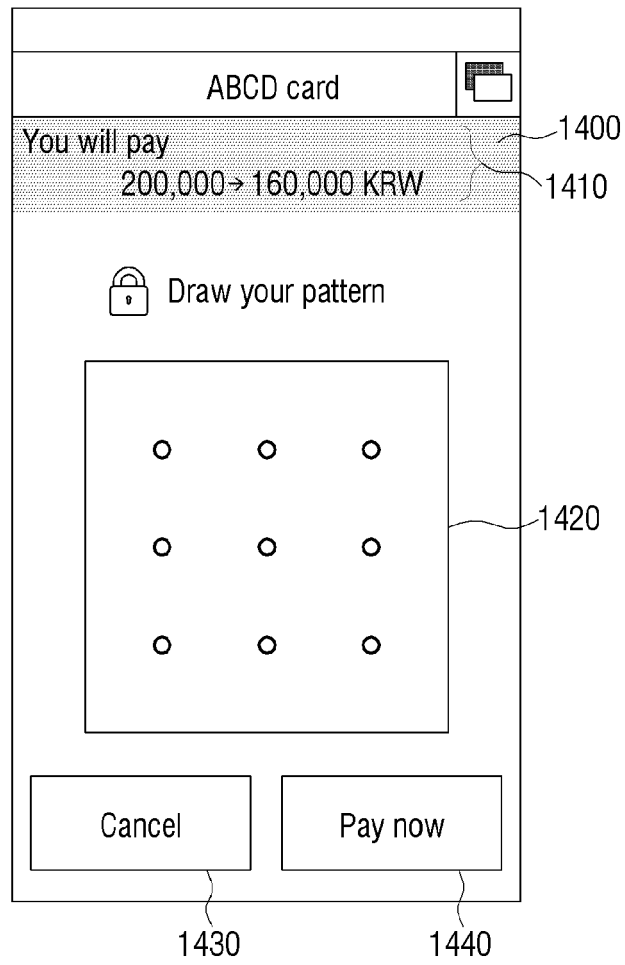 ABCD card
1400
You will pay
200,000→160,000 KRW
1410
Draw your pattern
1420
Cancel
Pay now
1430
1440